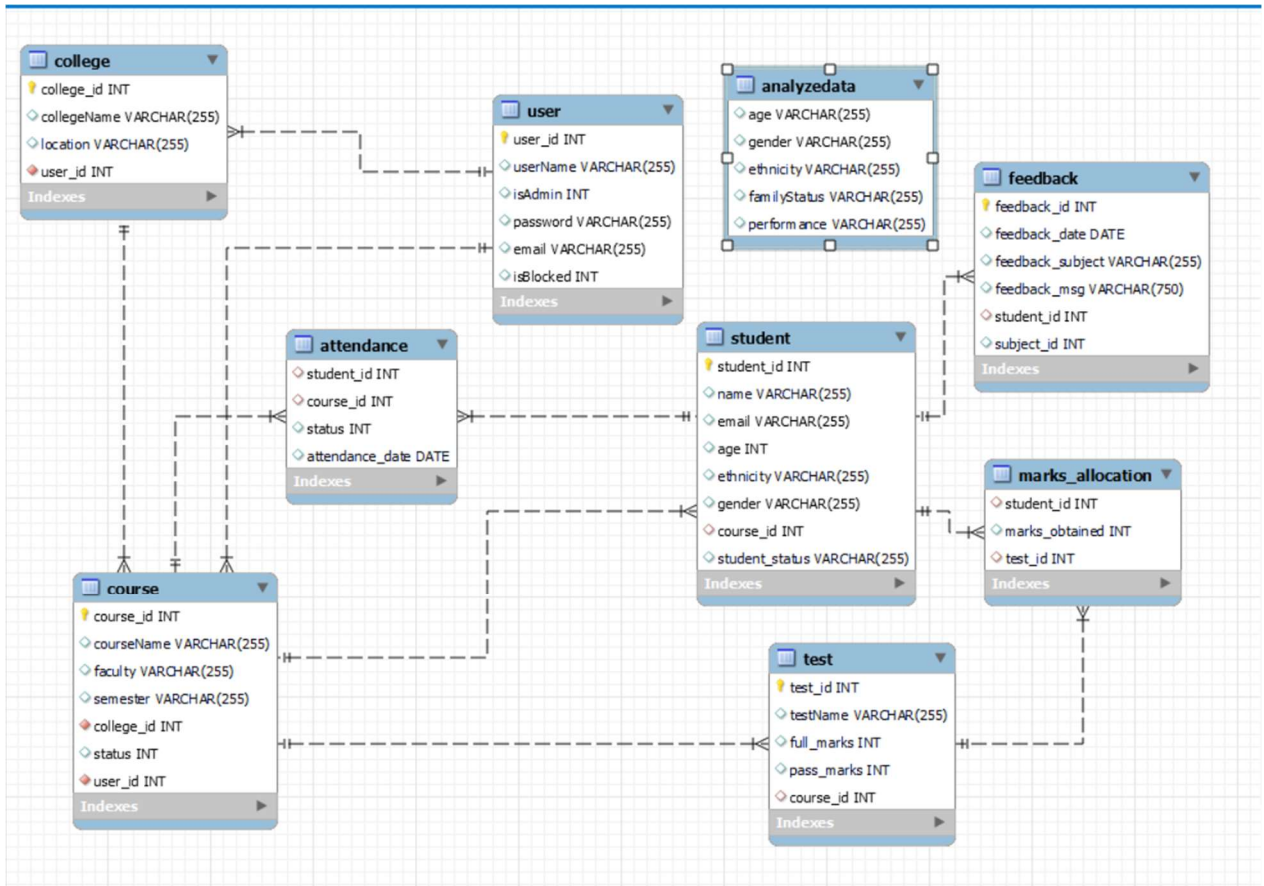 college
college_id INT
collegeName VARCHAR(255)
location VARCHAR(255)
user_id INT
Indexes
user
user_id INT
userName VARCHAR(255)
isAdmin INT
password VARCHAR(255)
email VARCHAR(255)
isBlocked INT
Indexes
analyzedata
age VARCHAR(255)
gender VARCHAR(255)
ethnicity VARCHAR(255)
familyStatus VARCHAR(255)
performance VARCHAR(255)
feedback
feedback_id INT
feedback_date DATE
feedback_subject VARCHAR(255)
feedback_msg VARCHAR(750)
student_id INT
subject_id INT
Indexes
attendance
student_id INT
course_id INT
status INT
attendance_date DATE
Indexes
student
student_id INT
name VARCHAR(255)
email VARCHAR(255)
age INT
ethnicity VARCHAR(255)
gender VARCHAR(255)
course_id INT
student_status VARCHAR(255)
Indexes
marks_allocation
student_id INT
marks_obtained INT
test_id INT
Indexes
course
course_id INT
courseName VARCHAR(255)
faculty VARCHAR(255)
semester VARCHAR(255)
college_id INT
status INT
user_id INT
Indexes
test
test_id INT
testName VARCHAR(255)
full_marks INT
pass_marks INT
course_id INT
Indexes